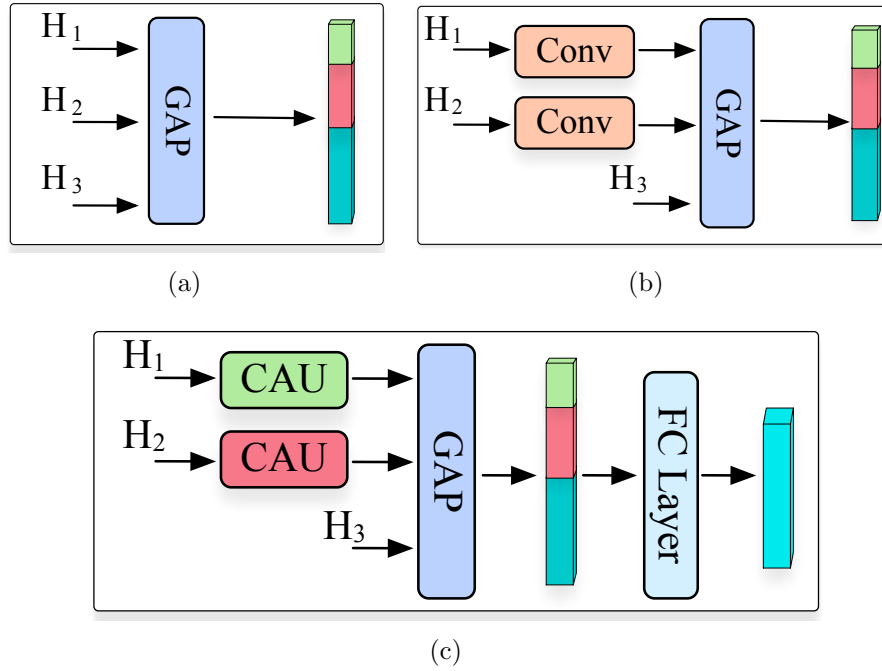 H1
H2
H3
GAP
(a)
H1
Conv
H2
Conv
H3
GAP
(b)
H1
CAU
H2
CAU
H3
GAP
FC Layer
(c)